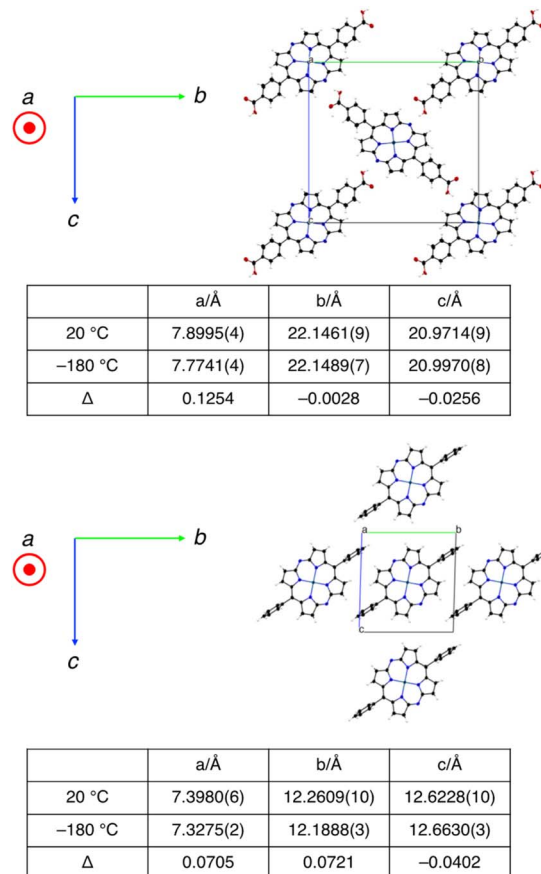 a
b
c
a b
c
a/Å b/Å c/Å
20 °C 7.8995(4) 22.1461(9) 20.9714(9)
−180 °C 7.7741(4) 22.1489(7) 20.9970(8)
Δ 0.1254 −0.0028 −0.0256
a
b
c
a b
c
a/Å b/Å c/Å
20 °C 7.3980(6) 12.2609(10) 12.6228(10)
−180 °C 7.3275(2) 12.1888(3) 12.6630(3)
Δ 0.0705 0.0721 −0.0402